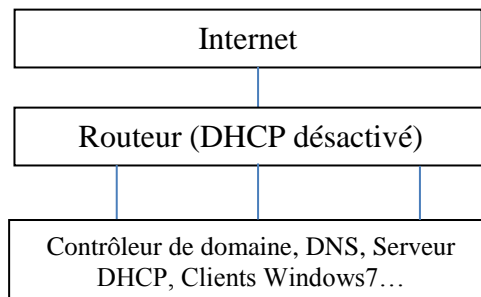 Internet
Routeur (DHCP désactivé)
Contrôleur de domaine, DNS, Serveur
DHCP, Clients Windows7…